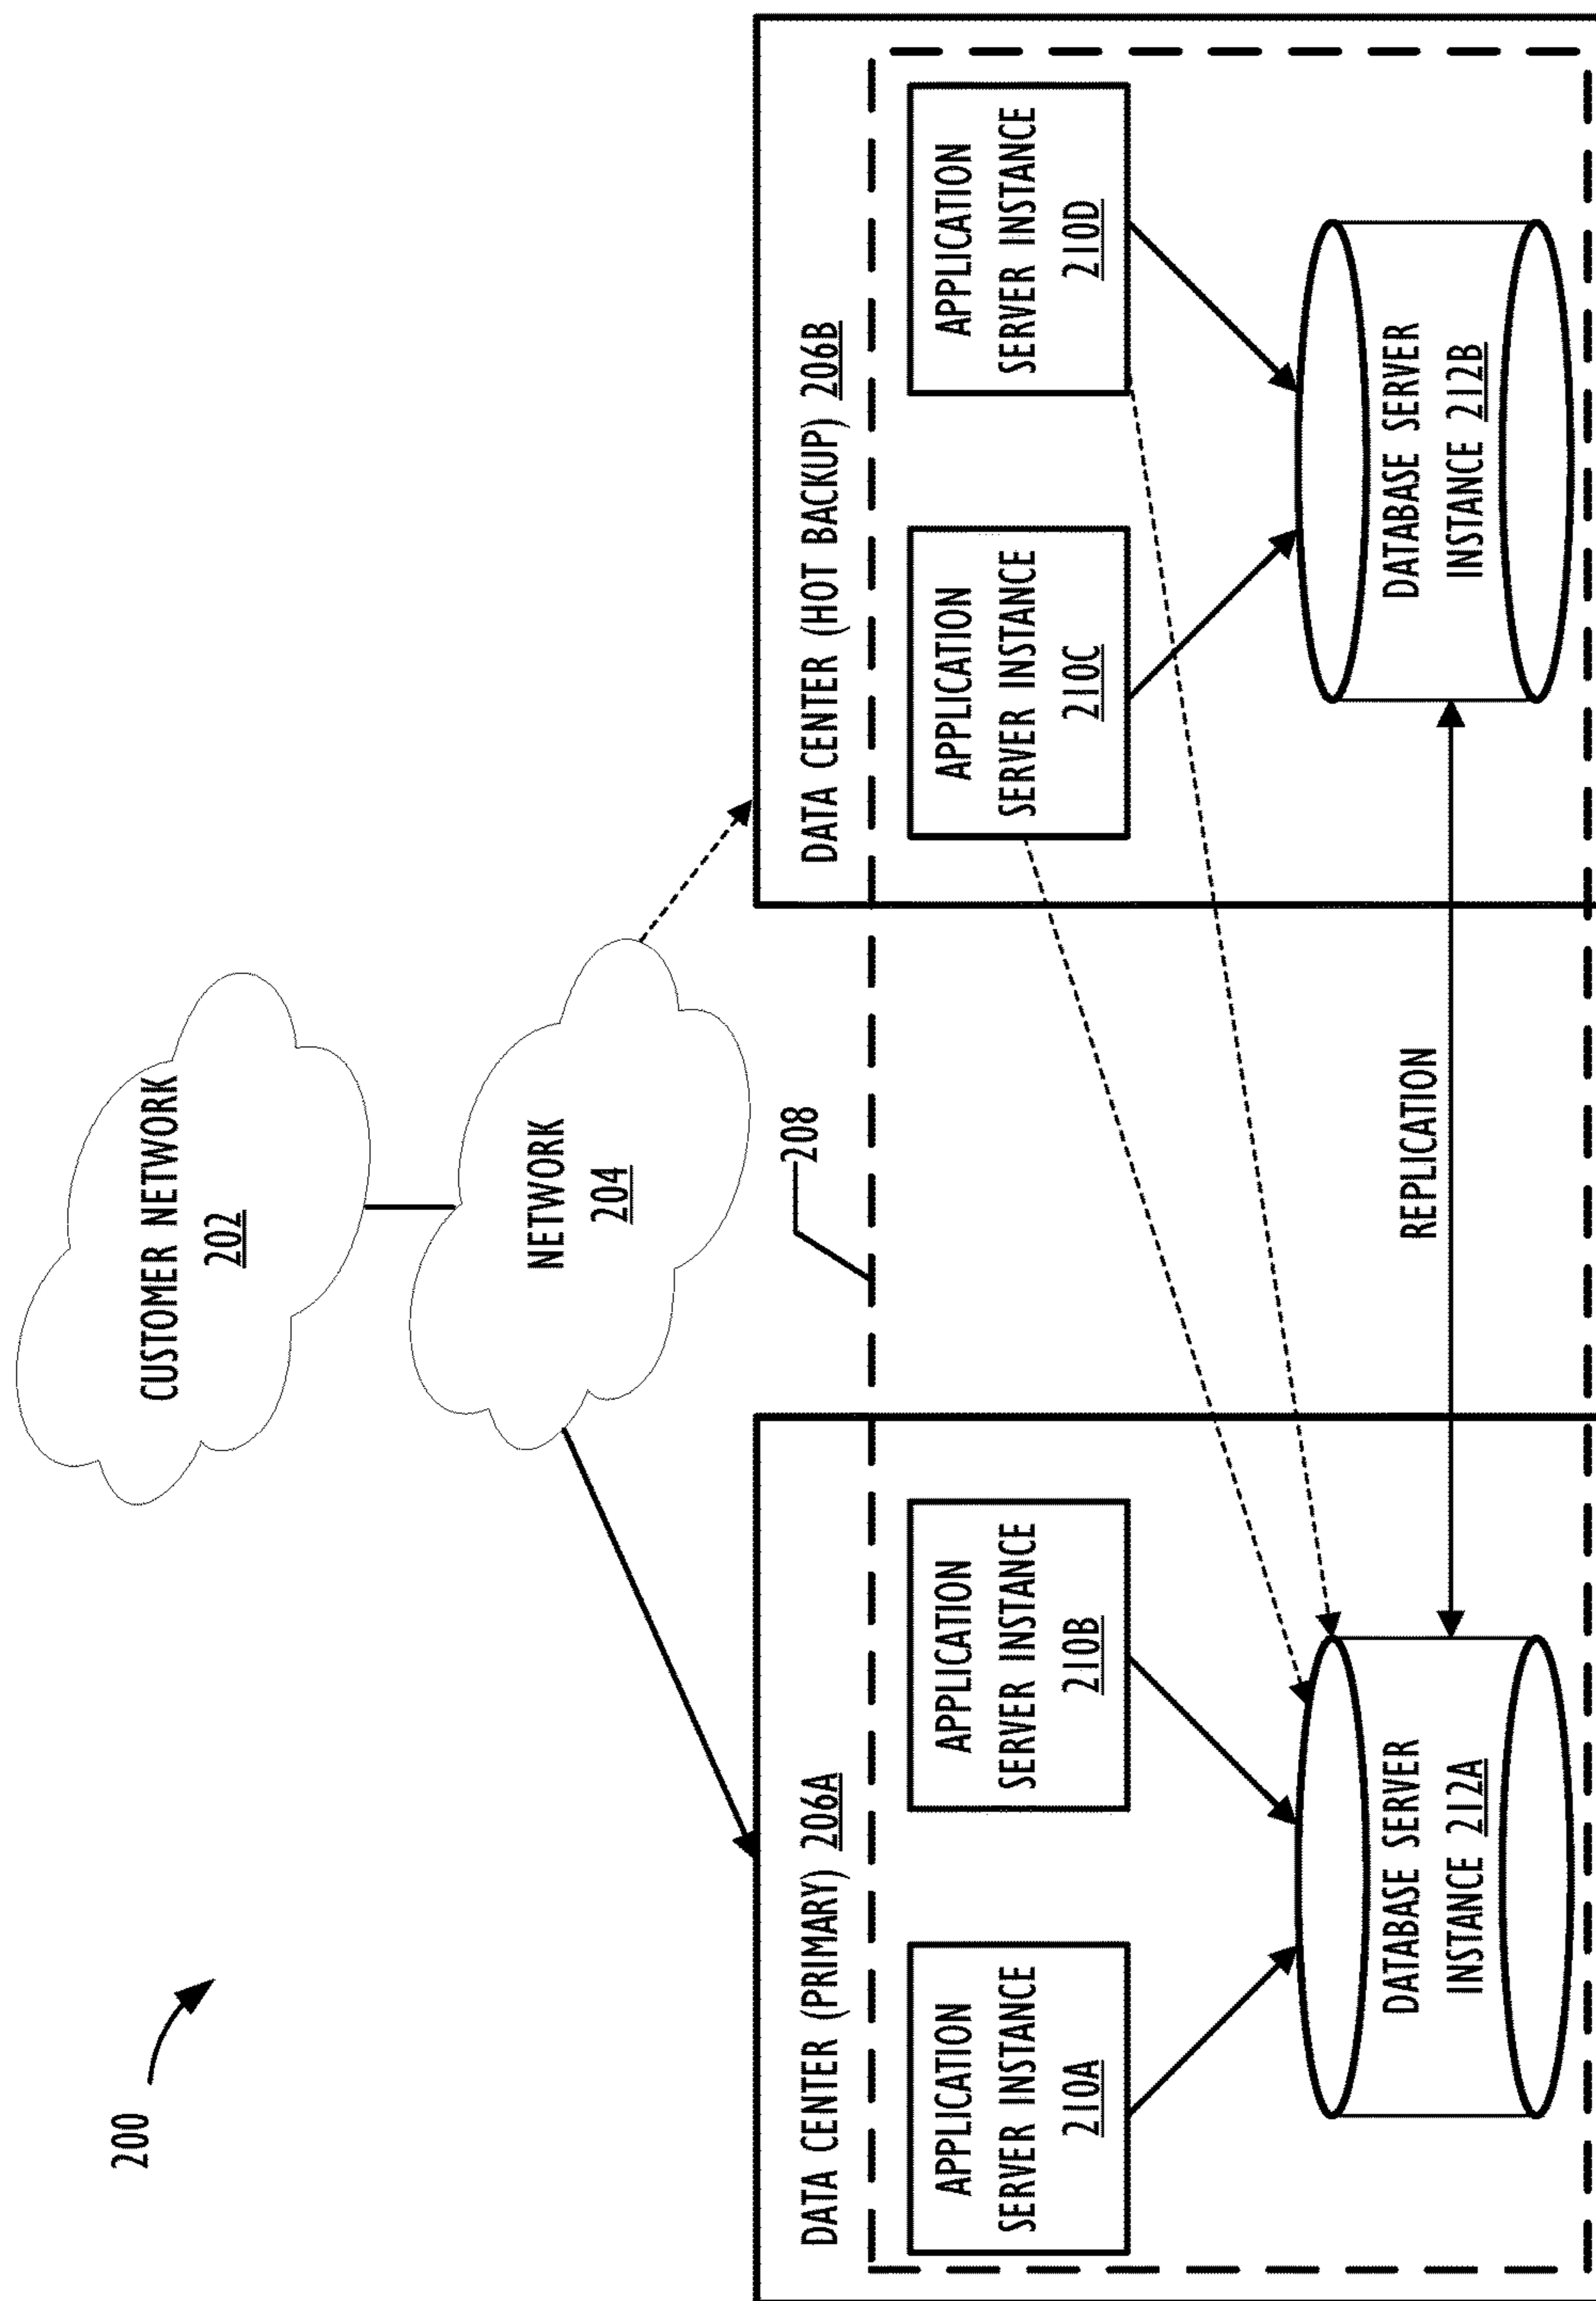 200
CUSTOMER NETWORK
202
NETWORK
204
208
DATA CENTER (PRIMARY) 206A
APPLICATION
SERVER INSTANCE
210A
APPLICATION
SERVER INSTANCE
210B
DATABASE SERVER
INSTANCE 212A
REPLICATION
DATA CENTER (HOT BACKUP) 206B
APPLICATION
SERVER INSTANCE
210C
APPLICATION
SERVER INSTANCE
210D
DATABASE SERVER
INSTANCE 212B